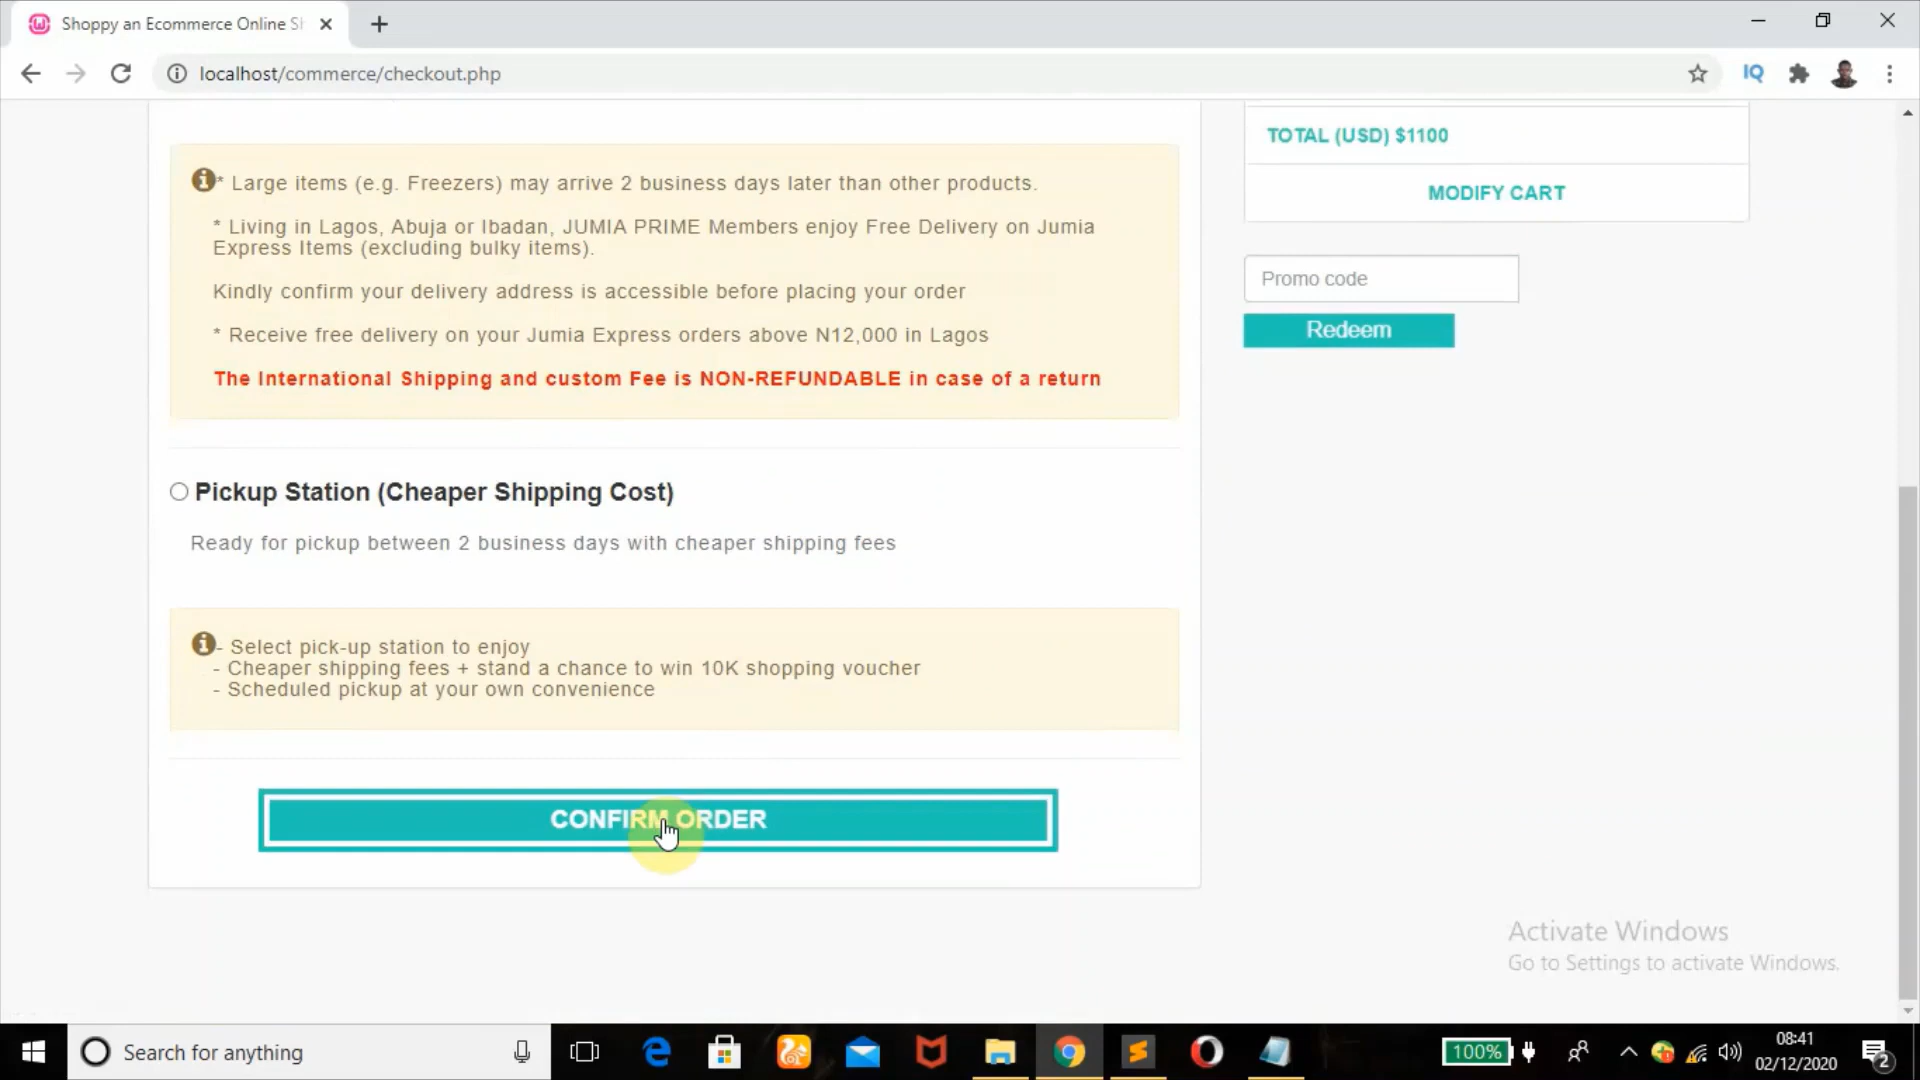 Shoppy an Ecommerce Online Sh
localhost/commerce/checkout.php
IQ
* Large items (e.g. Freezers) may arrive 2 business days later than other products.
* Living in Lagos, Abuja or Ibadan, JUMIA PRIME Members enjoy Free Delivery on Jumia
Express Items (excluding bulky items).
Kindly confirm your delivery address is accessible before placing your order
* Receive free delivery on your Jumia Express orders above N12,000 in Lagos
The International Shipping and custom Fee is NON-REFUNDABLE in case of a return
Pickup Station (Cheaper Shipping Cost)
Ready for pickup between 2 business days with cheaper shipping fees
- Select pick-up station to enjoy
- Cheaper shipping fees + stand a chance to win 10K shopping voucher
- Scheduled pickup at your own convenience
CONFIRM ORDER
TOTAL (USD) $1100
MODIFY CART
Promo code
Redeem
Activate Windows
Go to Settings to activate Windows.
Search for anything
100%
08:41
02/12/2020
2